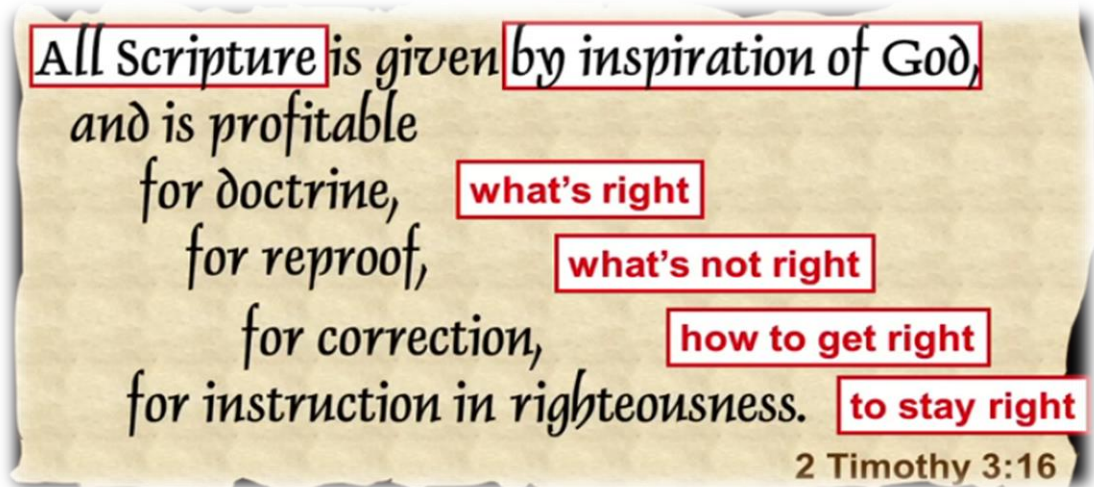 All Scripture is given by inspiration of God,
and is profitable
for doctrine, what's right
for reproof, what's not right
for correction, how to get right
for instruction in righteousness. to stay right
2 Timothy 3:16